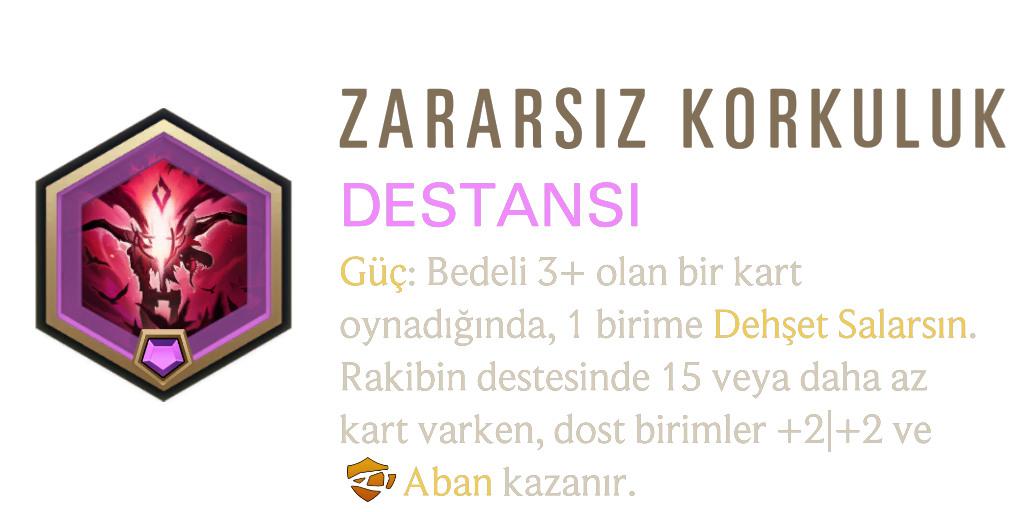 ZARARSIZ KORKULUK
DESTANSI
Güç: Bedeli 3+ olan bir kart
oynadığında, 1 birime Dehşet Salarsın.
Rakibin destesinde 15 veya daha az
kart varken, dost birimler +2|+2 ve
Aban kazanır.